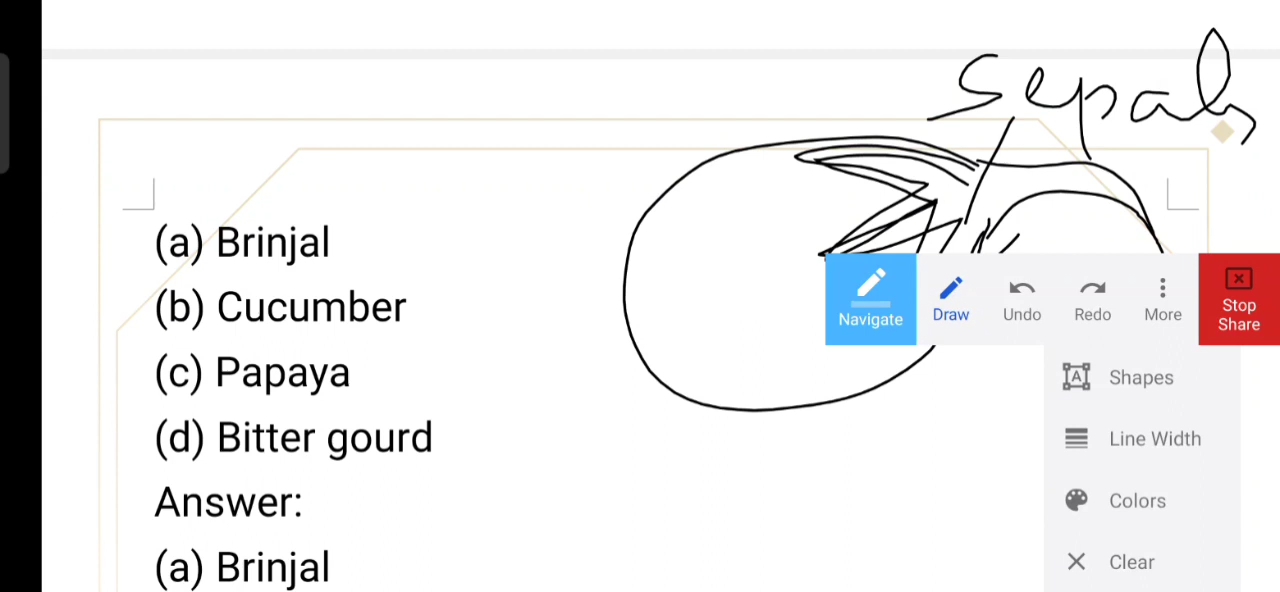 sepals
(a) Brinjal
(b) Cucumber
(c) Papaya
(d) Bitter gourd
Answer:
(a) Brinjal
Navigate
Draw
Undo
Redo
More
Stop
Share
Shapes
Line Width
Colors
Clear